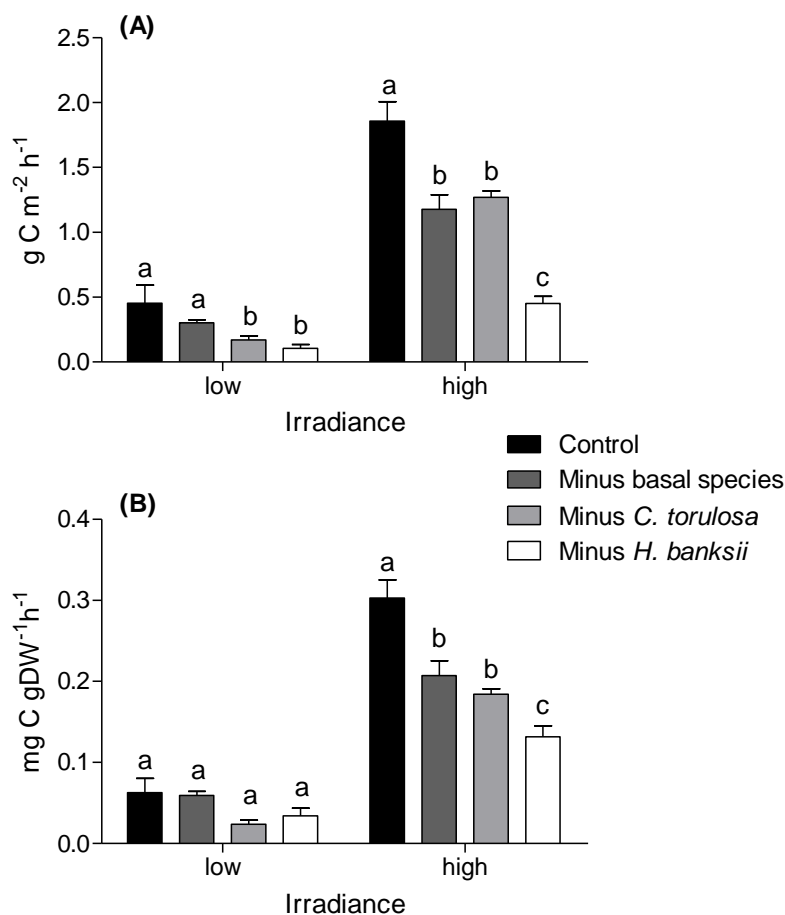 (A)
g C m⁻² h⁻¹
2.5
2.0
1.5
1.0
0.5
0.0
a a b b
a b b c
low high
Irradiance
Control
Minus basal species
Minus C. torulosa
Minus H. banksii
(B)
mg C gDW⁻¹h⁻¹
0.4
0.3
0.2
0.1
0.0
a a a a
a b b c
low high
Irradiance